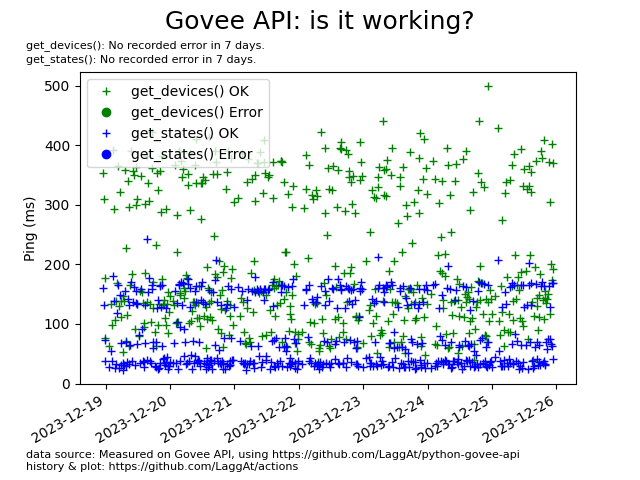 Govee API: is it working?
get_devices(): No recorded error in 7 days.
get_states(): No recorded error in 7 days.
get_devices() OK
get_devices() Error
get_states() OK
get_states() Error
Ping (ms)
500
400
300
200
100
0
2023-12-19
2023-12-20
2023-12-21
2023-12-22
2023-12-23
2023-12-24
2023-12-25
2023-12-26
data source: Measured on Govee API, using https://github.com/LaggAt/python-govee-api
history & plot: https://github.com/LaggAt/actions